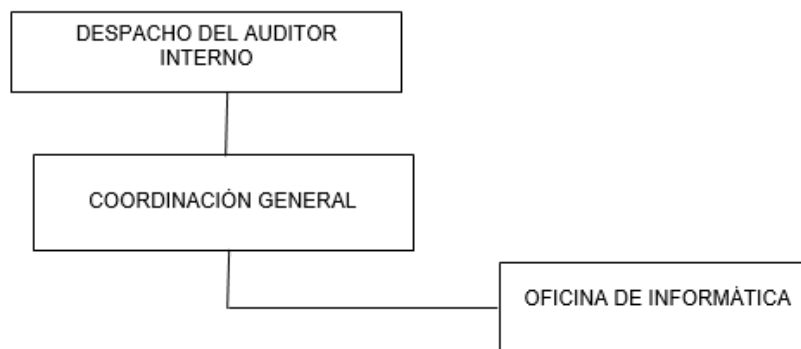 DESPACHO DEL AUDITOR
INTERNO
COORDINACIÓN GENERAL
OFICINA DE INFORMÁTICA